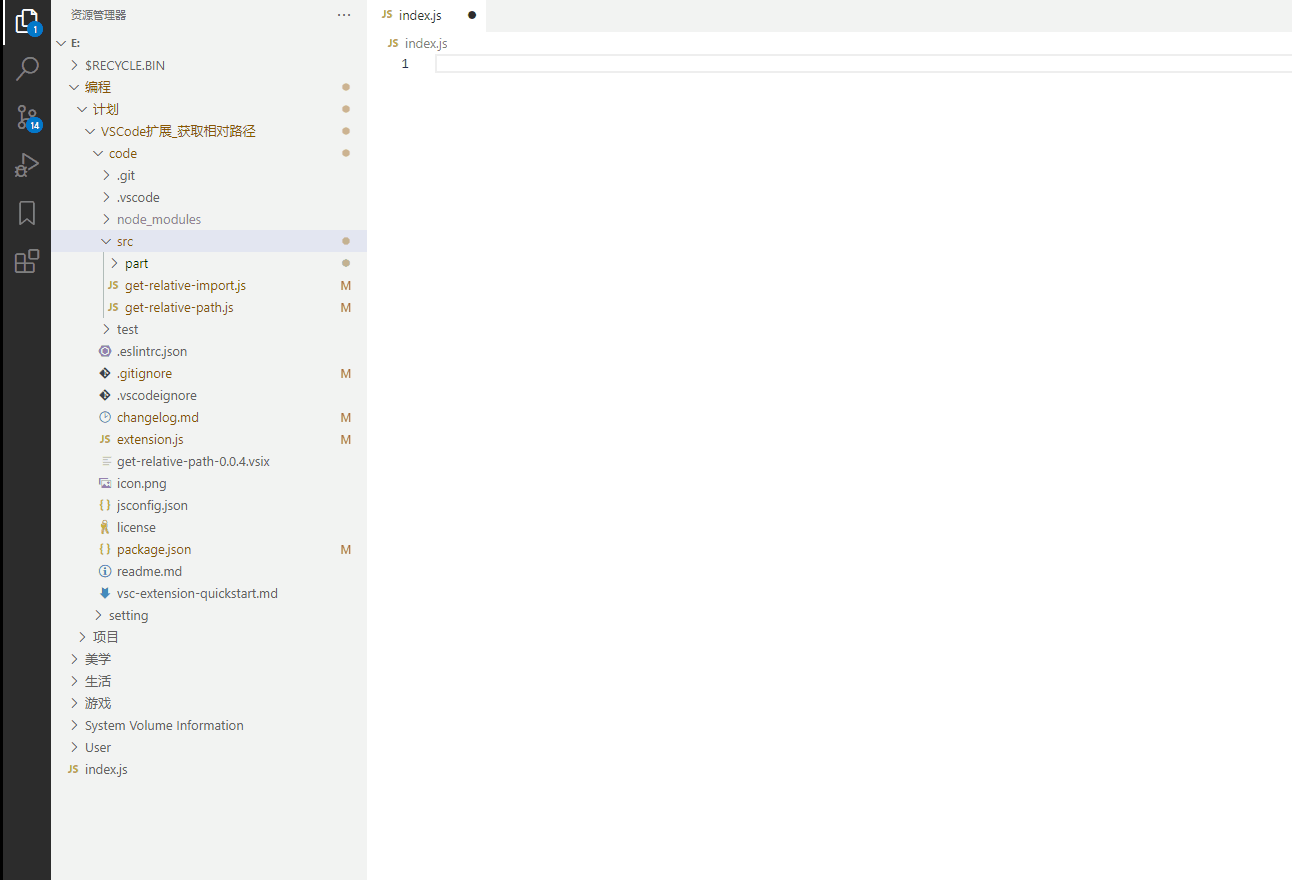 资源管理器 ···
JS index.js
1
E:
JS index.js
1
$RECYCLE.BIN
编程
计划
14
VSCode扩展_获取相对路径
code
.git
.vscode
node_modules
src
part
JS get-relative-import.js M
JS get-relative-path.js M
test
.eslintrc.json
.gitignore M
.vscodeignore
changelog.md M
JS extension.js M
get-relative-path-0.0.4.vsix
icon.png
{} jsconfig.json
license
{} package.json M
readme.md
vsc-extension-quickstart.md
setting
项目
美学
生活
游戏
System Volume Information
User
JS index.js